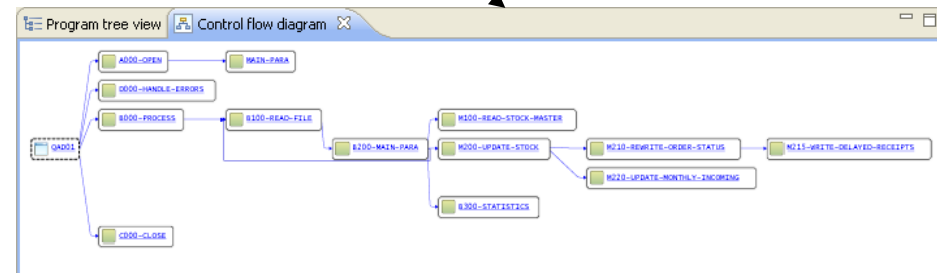 Program tree view
Control flow diagram
A000-OPEN
MAIN-PARA
D000-HANDLE-ERRORS
B000-PROCESS
B100-READ-FILE
M100-READ-STOCK-MASTER
QAD01
B200-MAIN-PARA
M200-UPDATE-STOCK
M210-REWRITE-ORDER-STATUS
M215-WRITE-DELAYED-RECEIPTS
M220-UPDATE-MONTHLY-INCOMING
B300-STATISTICS
C000-CLOSE